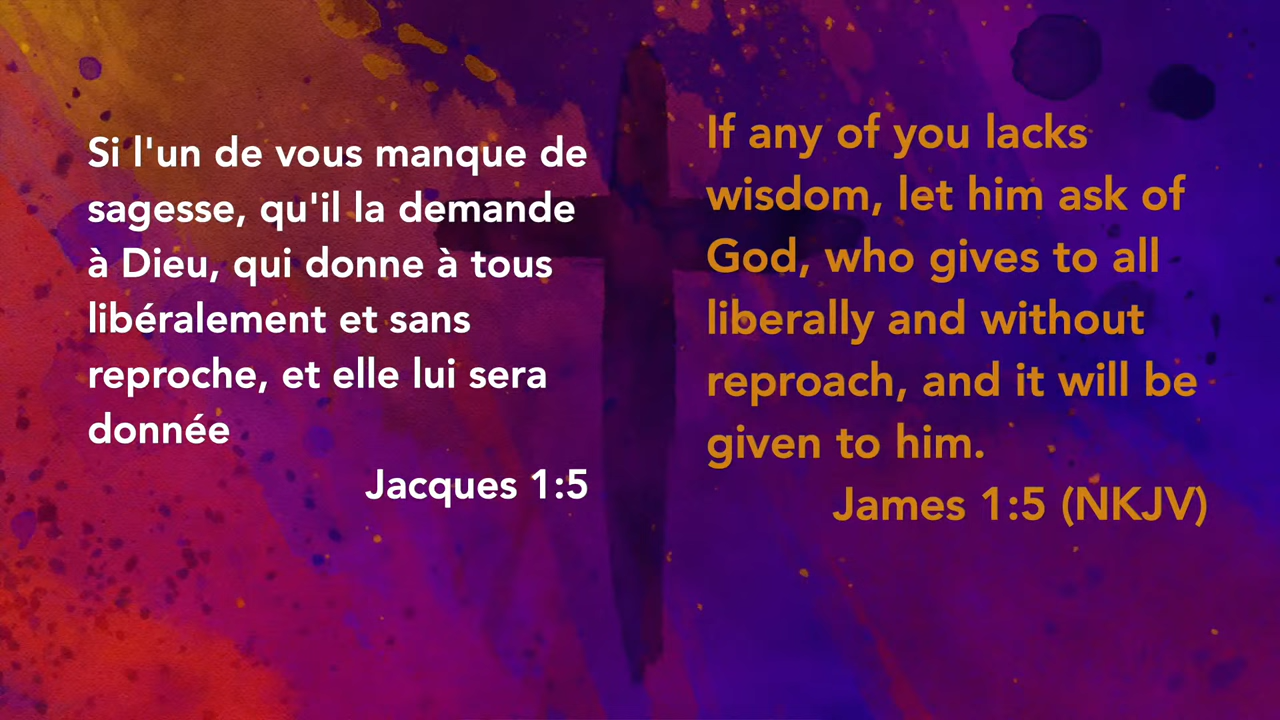 Si l'un de vous manque de
sagesse, qu'il la demande
à Dieu, qui donne à tous
libéralement et sans
reproche, et elle lui sera
donnée
Jacques 1:5
If any of you lacks
wisdom, let him ask of
God, who gives to all
liberally and without
reproach, and it will be
given to him.
James 1:5 (NKJV)